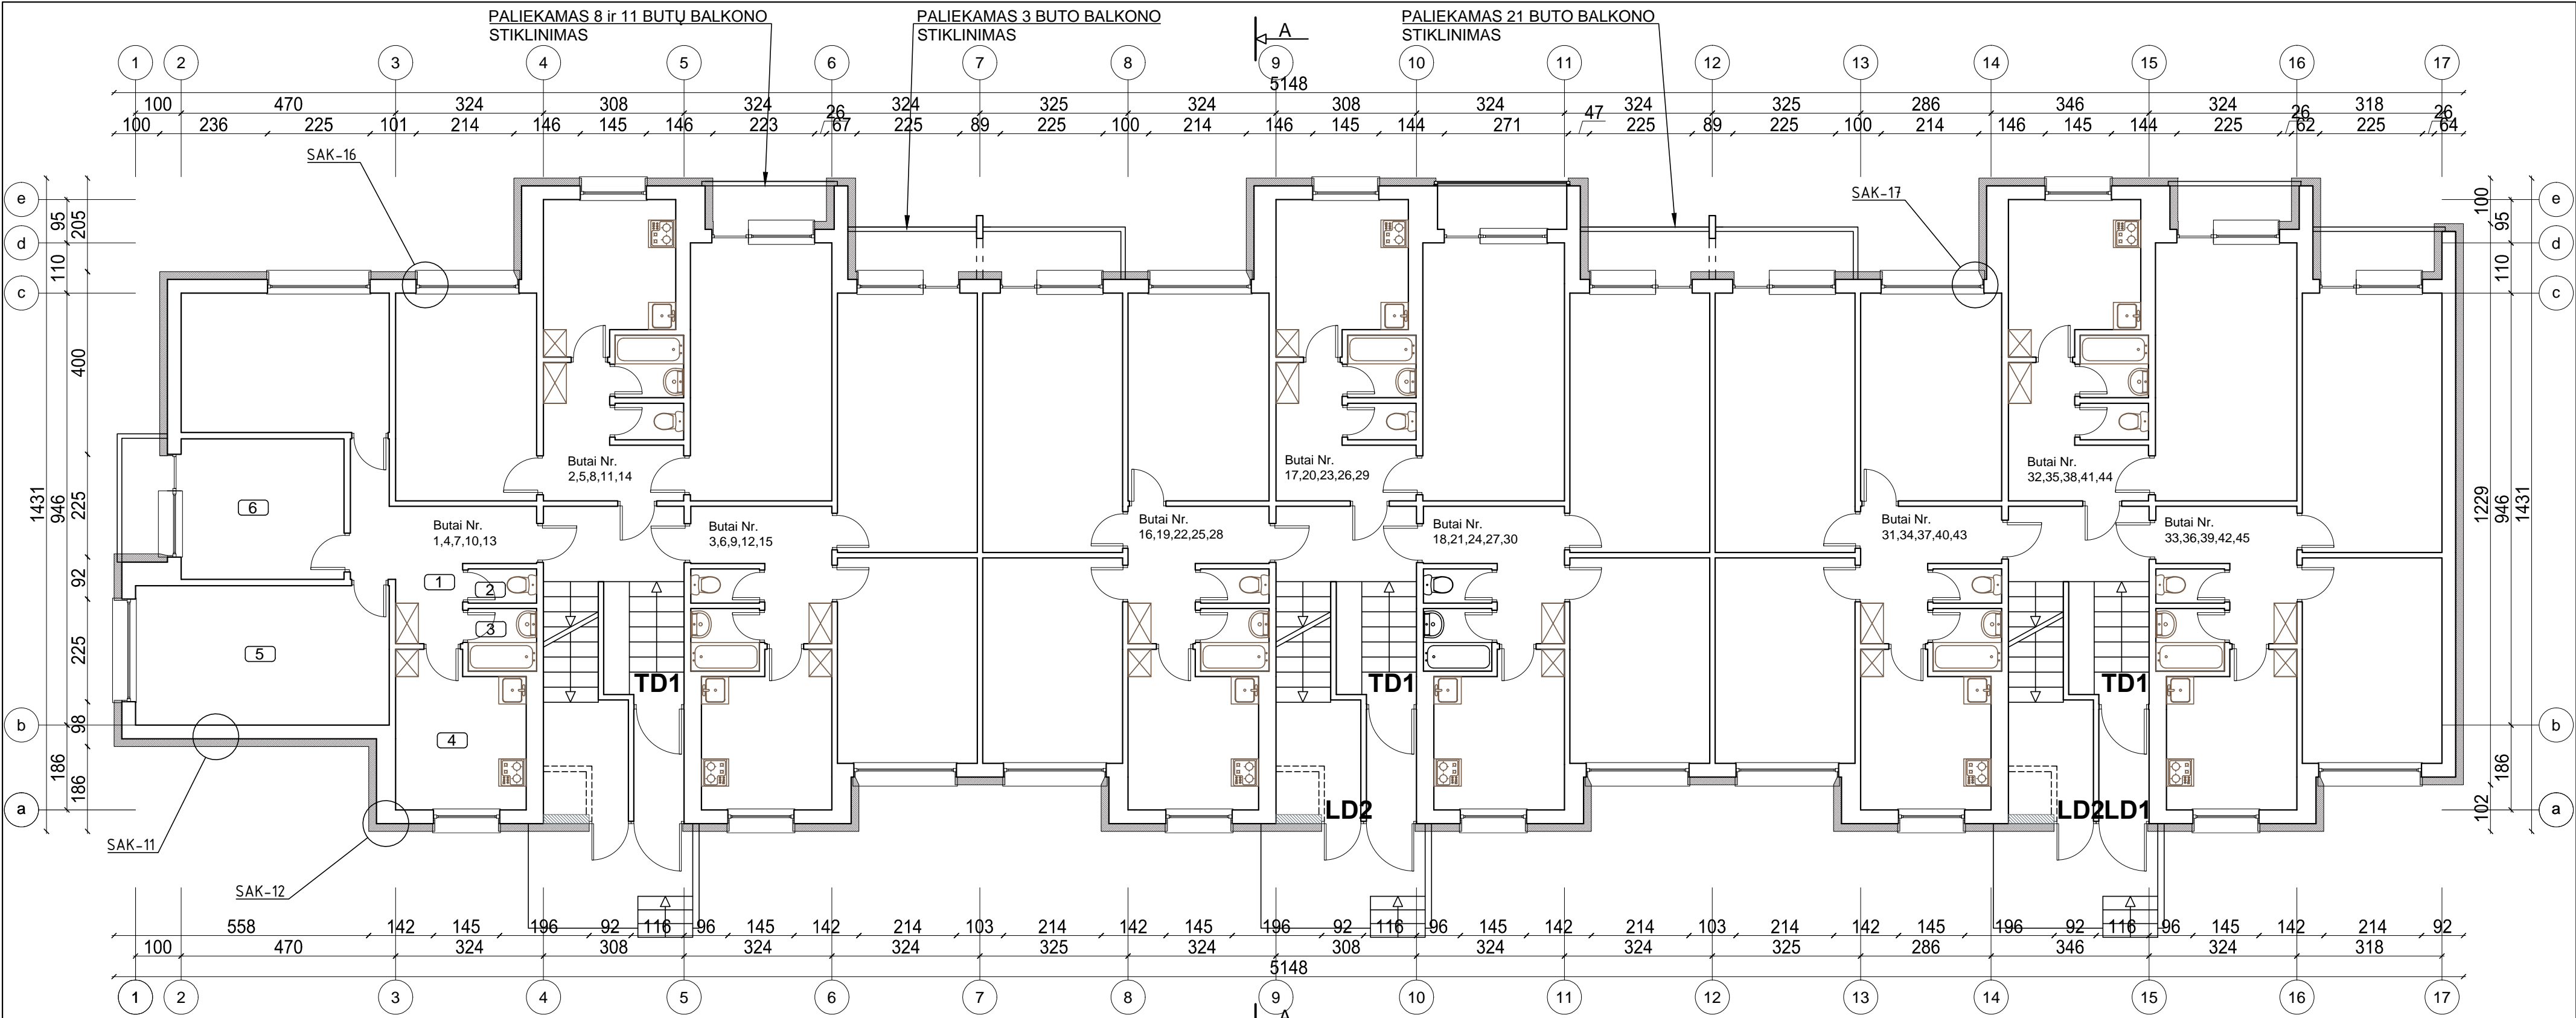 PALIEKAMAS 8 ir 11 BUTŲ BALKONO
STIKLINIMAS
PALIEKAMAS 3 BUTO BALKONO
STIKLINIMAS
A
PALIEKAMAS 21 BUTO BALKONO
STIKLINIMAS
1 2 3 4 5 6 7 8 9 10 11 12 13 14 15 16 17
5148
100 470 324 308 324 26 324 325 324 308 324 324 325 286 346 324 26 318 26
100 236 225 101 214 146 145 146 223 67 225 89 225 100 214 146 145 144 271 47 225 89 225 100 214 146 145 144 225 62 225 64
SAK-16
SAK-17
e
d
c
b
a
95
110
946
186
1431
205
400
225
92
225
98
186
e
d
c
b
a
100
1229
102
95
110
946
186
1431
Butai Nr.
2,5,8,11,14
Butai Nr.
17,20,23,26,29
Butai Nr.
32,35,38,41,44
6
Butai Nr.
1,4,7,10,13
Butai Nr.
3,6,9,12,15
Butai Nr.
16,19,22,25,28
Butai Nr.
18,21,24,27,30
Butai Nr.
31,34,37,40,43
Butai Nr.
33,36,39,42,45
1
2
3
5
4
TD1
TD1
TD1
LD2
LD2 LD1
SAK-11
SAK-12
558 142 145 196 92 116 96 145 142 214 103 214 142 145 196 92 116 96 145 142 214 103 214 142 145 196 92 116 96 145 142 214 92
100 470 324 308 324 324 325 324 308 324 324 325 286 346 324 318
5148
1 2 3 4 5 6 7 8 9 10 11 12 13 14 15 16 17
A